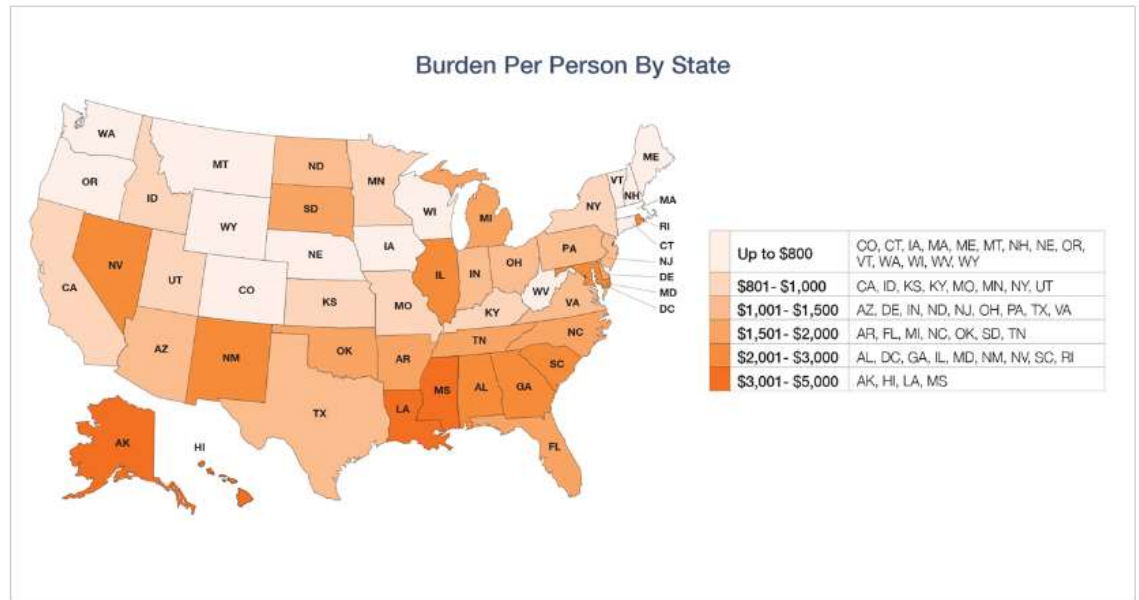 Burden Per Person By State
WA
MT
ND
MN
ME
VT
NH
OR
ID
SD
WI
MI
NY
MA
RI
CT
NJ
DE
MD
DC
WY
NE
IA
PA
NV
UT
CO
IL
IN
OH
CA
KS
MO
WV
VA
KY
NC
TN
AZ
NM
OK
AR
SC
MS
AL
GA
TX
LA
FL
AK
HI
Up to $800
CO, CT, IA, MA, ME, MT, NH, NE, OR,
VT, WA, WI, WV, WY
$801- $1,000
CA, ID, KS, KY, MO, MN, NY, UT
$1,001- $1,500
AZ, DE, IN, ND, NJ, OH, PA, TX, VA
$1,501- $2,000
AR, FL, MI, NC, OK, SD, TN
$2,001- $3,000
AL, DC, GA, IL, MD, NM, NV, SC, RI
$3,001- $5,000
AK, HI, LA, MS